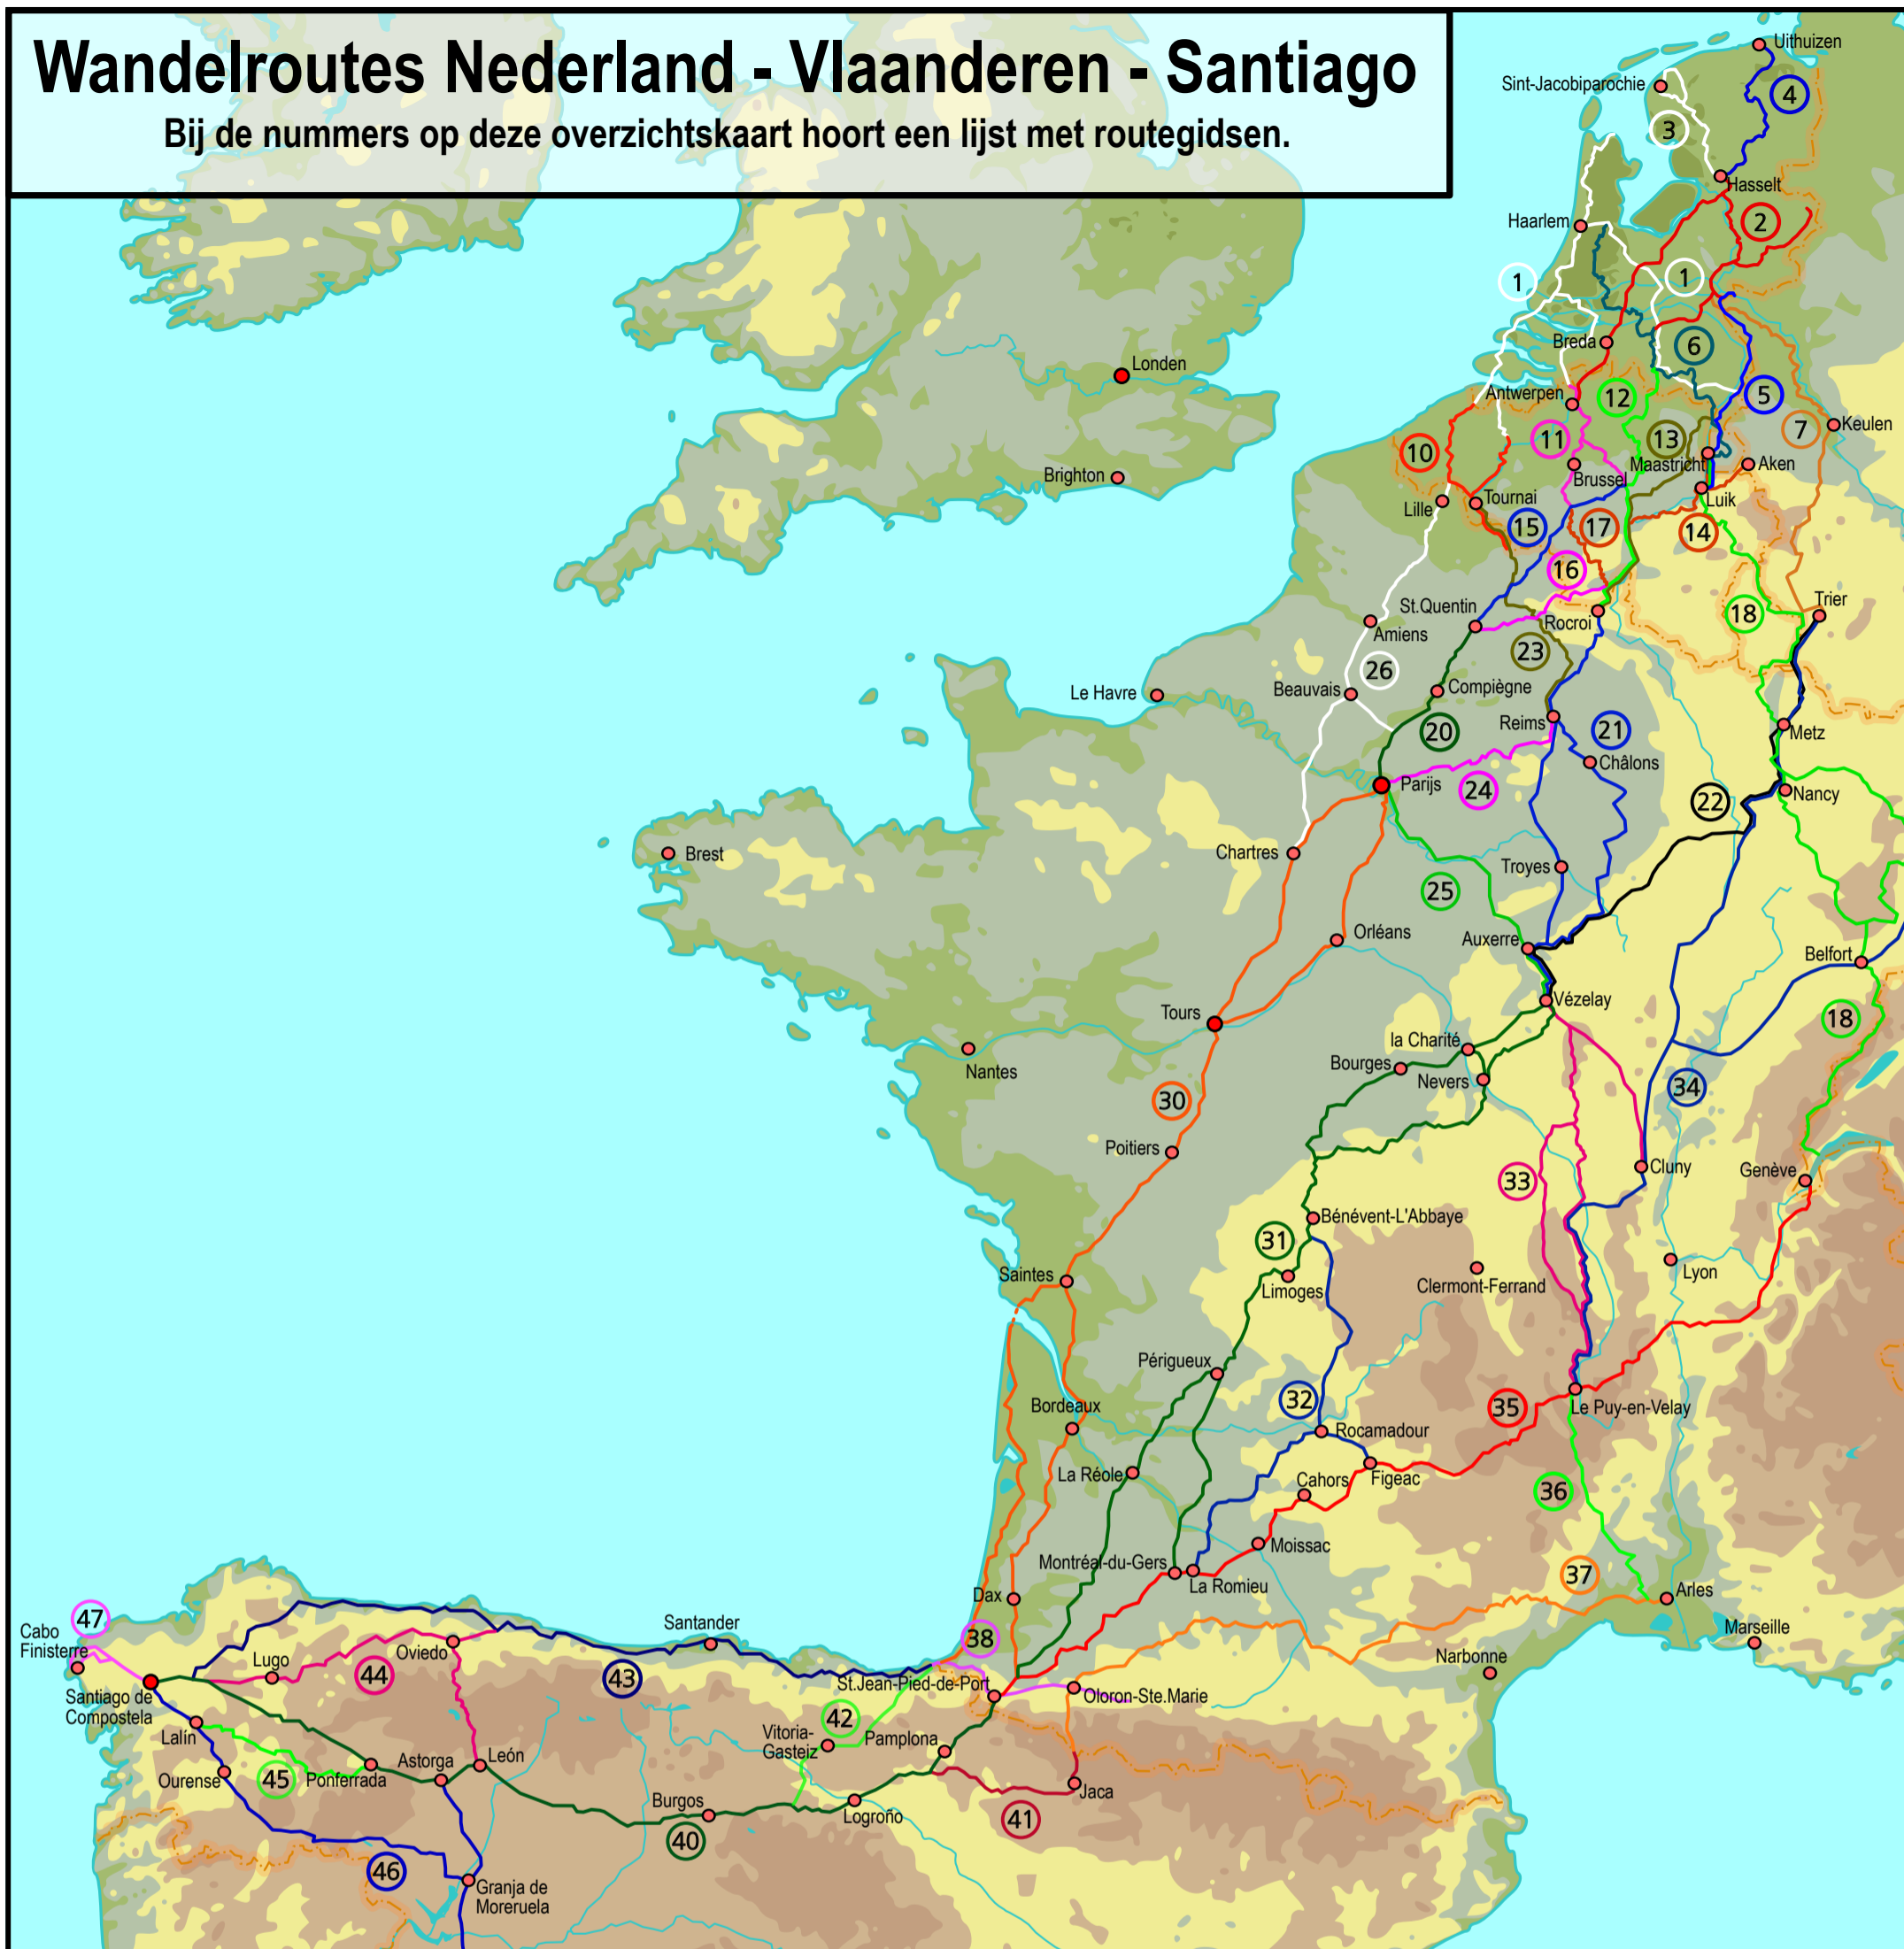 Wandelroutes Nederland - Vlaanderen - Santiago
Bij de nummers op deze overzichtskaart hoort een lijst met routegidsen.
Uithuizen
Sint-Jacobiparochie
4
3
Hasselt
Haarlem
2
1
1
Breda
6
Londen
Antwerpen
12
5
Keulen
11
13
7
10
Maastricht
Aken
Brighton
Brussel
Lille
Tournai
Luik
15
17
14
16
St.Quentin
Rocroi
18
Trier
Amiens
23
26
Le Havre
Beauvais
Compiègne
Reims
20
21
Metz
Châlons
Parijs
24
22
Nancy
Brest
Chartres
Troyes
25
Orléans
Auxerre
Belfort
Vézelay
Tours
18
la Charité
Nantes
Bourges
Nevers
34
30
Poitiers
Cluny
Genève
33
Bénévent-L'Abbaye
31
Saintes
Limoges
Clermont-Ferrand
Lyon
Périgueux
32
35
Le Puy-en-Velay
Bordeaux
Rocamadour
La Réole
Cahors
Figeac
36
Moissac
Montréal-du-Gers
La Romieu
37
Dax
Arles
47
Cabo
Finisterre
Santander
38
Marseille
Lugo
Oviedo
44
43
Narbonne
St.Jean-Pied-de-Port
Oloron-Ste.Marie
Santiago de
Compostela
42
Lalín
Vitoria-
Gasteiz
Pamplona
Astorga
León
Ourense
45
Ponferrada
Jaca
Burgos
Logroño
41
40
46
Granja de
Moreruela